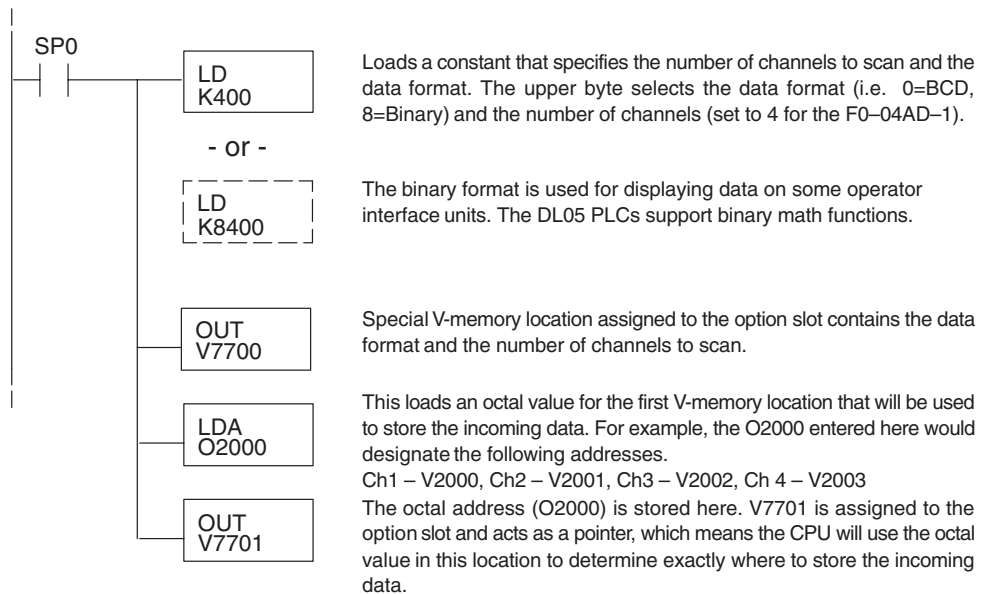 SP0
LD
K400
Loads a constant that specifies the number of channels to scan and the
data format. The upper byte selects the data format (i.e. 0=BCD,
8=Binary) and the number of channels (set to 4 for the F0–04AD–1).
- or -
LD
K8400
The binary format is used for displaying data on some operator
interface units. The DL05 PLCs support binary math functions.
OUT
V7700
Special V-memory location assigned to the option slot contains the data
format and the number of channels to scan.
LDA
O2000
This loads an octal value for the first V-memory location that will be used
to store the incoming data. For example, the O2000 entered here would
designate the following addresses.
Ch1 – V2000, Ch2 – V2001, Ch3 – V2002, Ch 4 – V2003
OUT
V7701
The octal address (O2000) is stored here. V7701 is assigned to the
option slot and acts as a pointer, which means the CPU will use the octal
value in this location to determine exactly where to store the incoming
data.